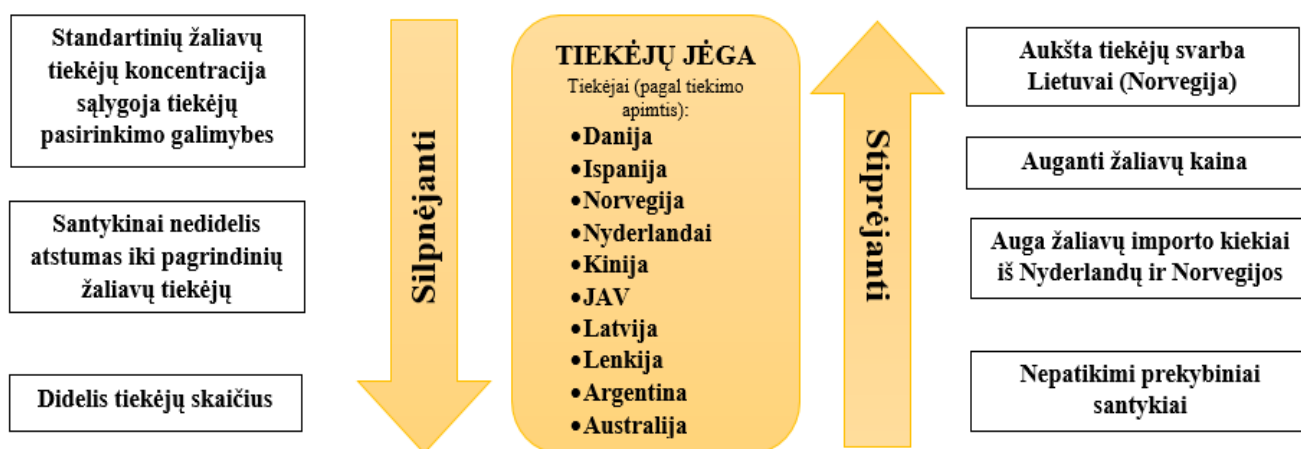 Standartinių žaliavų
tiekėjų koncentracija
sąlygoja tiekėjų
pasirinkimo galimybes
Santykinai nedidelis
atstumas iki pagrindinių
žaliavų tiekėjų
Didelis tiekėjų skaičius
Silpnėjanti
TIEKĖJŲ JĖGA
Tiekėjai (pagal tiekimo
apimtis):
•Danija
•Ispanija
•Norvegija
•Nyderlandai
•Kinija
•JAV
•Latvija
•Lenkija
•Argentina
•Australija
Stiprėjanti
Aukšta tiekėjų svarba
Lietuvai (Norvegija)
Auganti žaliavų kaina
Auga žaliavų importo kiekiai
iš Nyderlandų ir Norvegijos
Nepatikimi prekybiniai
santykiai